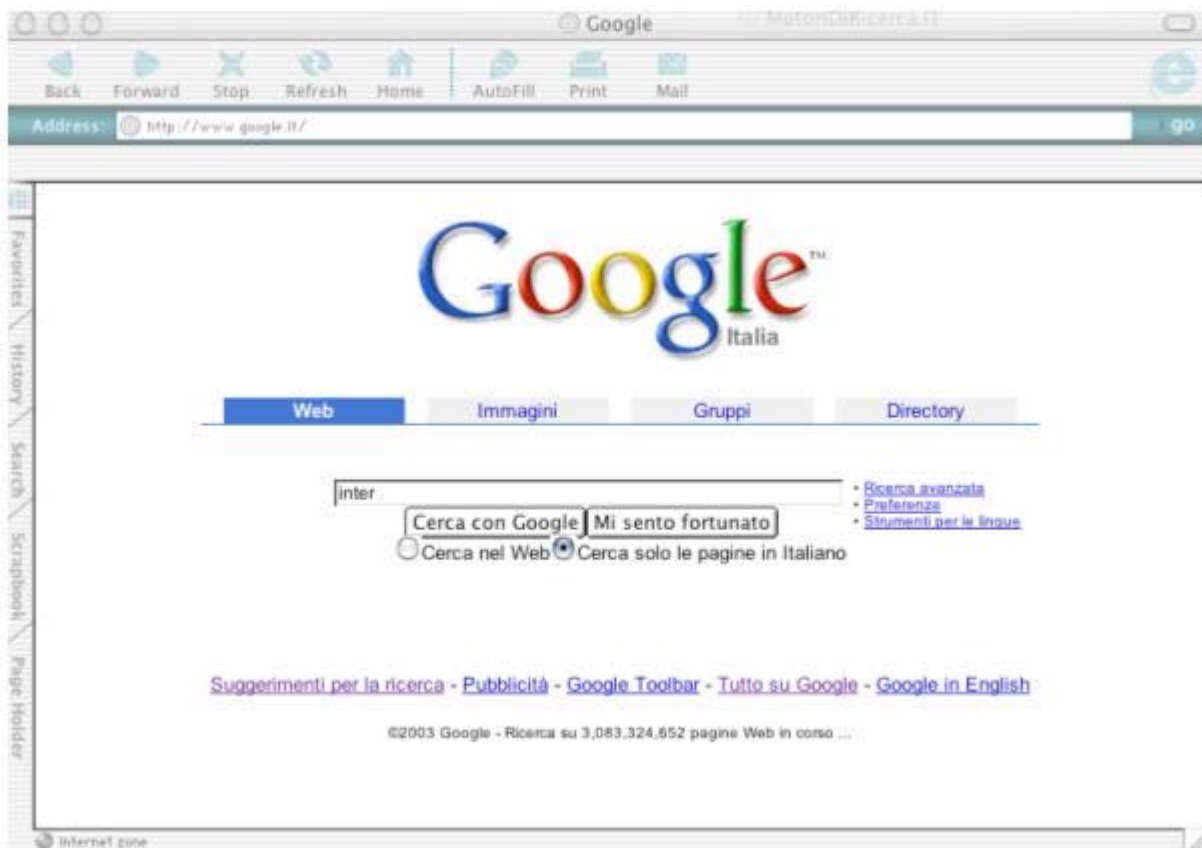 Google
MotoriDiRicerca.IT
Back Forward Stop Refresh Home AutoFill Print Mail
Address: http://www.google.it/ go
Favorites
History
Search
Scrapbook
Page Holder
Google™
Italia
Web Immagini Gruppi Directory
inter
• Ricerca avanzata
• Preferenze
• Strumenti per le lingue
Cerca con Google Mi sento fortunato
Cerca nel Web Cerca solo le pagine in Italiano
Suggerimenti per la ricerca - Pubblicità - Google Toolbar - Tutto su Google - Google in English
©2003 Google - Ricerca su 3,083,324,652 pagine Web in corso ...
Internet zone